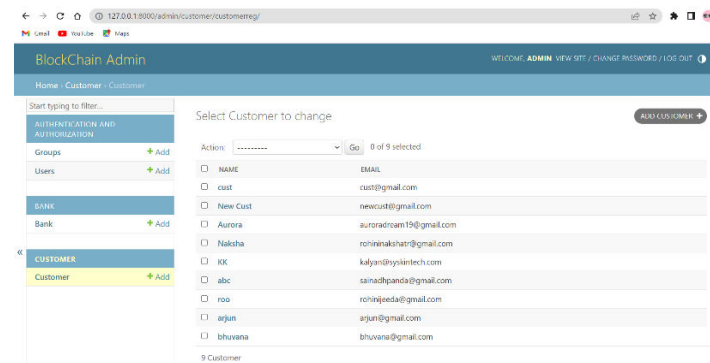 127.0.0.1:8000/admin/customer/customerreg/
Gmail YouTube Maps
BlockChain Admin
WELCOME, ADMIN VIEW SITE / CHANGE PASSWORD / LOG OUT
Home › Customer › Customer
Start typing to filter...
AUTHENTICATION AND AUTHORIZATION
Groups + Add
Users + Add
BANK
Bank + Add
«
CUSTOMER
Customer + Add
Select Customer to change
ADD CUSTOMER +
Action: --------- Go 0 of 9 selected
NAME EMAIL
cust cust@gmail.com
New Cust newcust@gmail.com
Aurora auroradream19@gmail.com
Naksha rohininakshatr@gmail.com
KK kalyan@syskintech.com
abc sainadhpanda@gmail.com
roo rohinijeeda@gmail.com
arjun arjun@gmail.com
bhuvana bhuvana@gmail.com
9 Customer